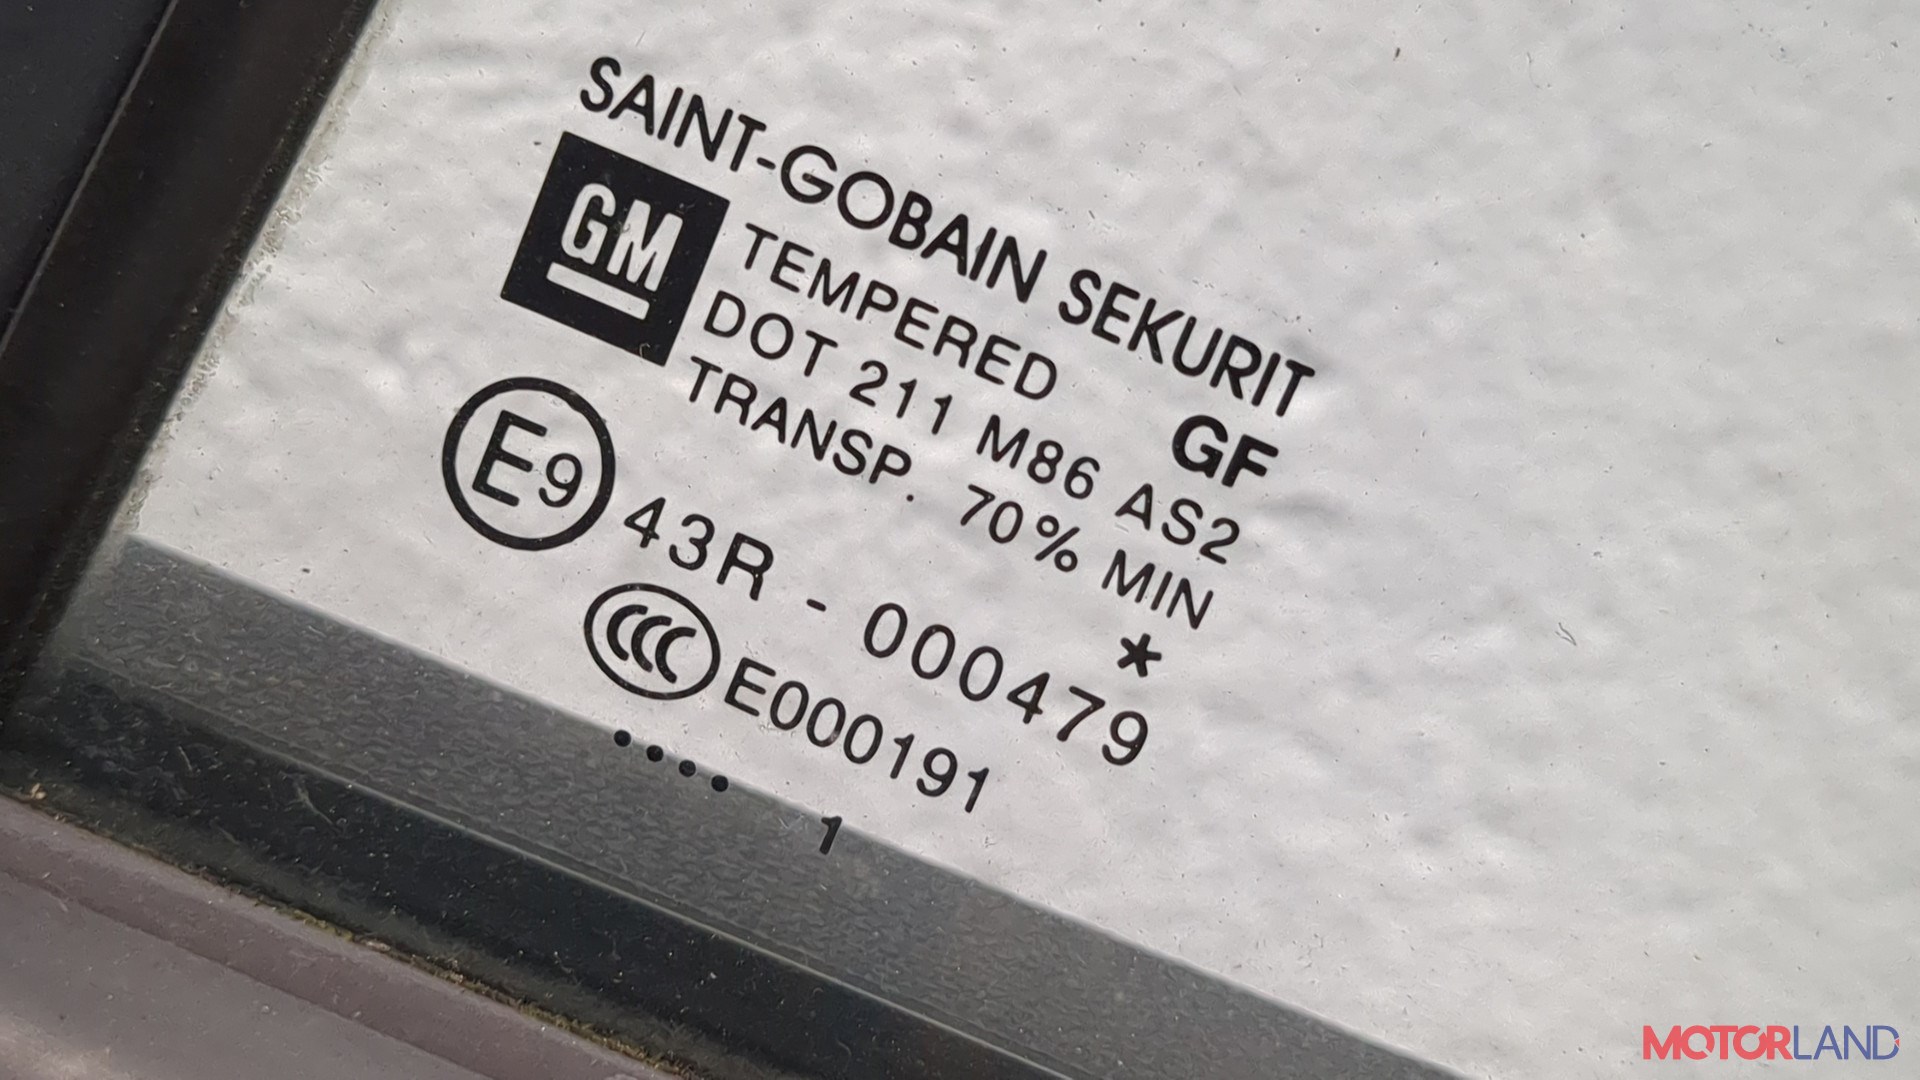 SAINT-GOBAIN SEKURIT
GM
TEMPERED GF
DOT 211 M86 AS2
TRANSP. 70% MIN
E9 43R - 000479 *
CCC E000191
....
1
MOTORLAND